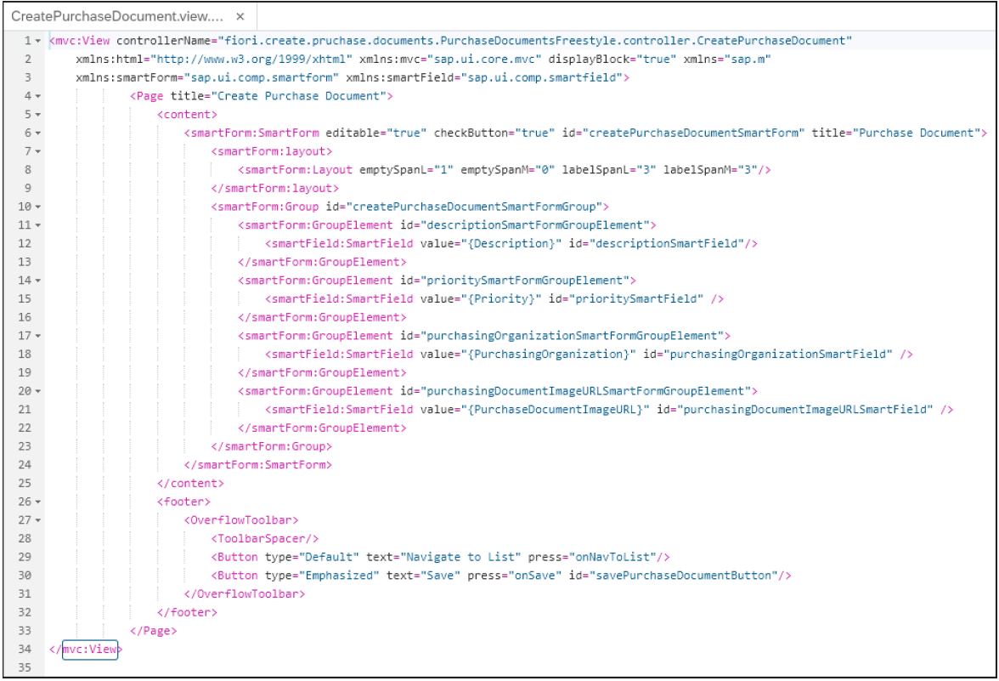 CreatePurchaseDocument.view.... ×
1 <mvc:View controllerName="fiori.create.pruchase.documents.PurchaseDocumentsFreestyle.controller.CreatePurchaseDocument"
2 xmlns:html="http://www.w3.org/1999/xhtml" xmlns:mvc="sap.ui.core.mvc" displayBlock="true" xmlns="sap.m"
3 xmlns:smartForm="sap.ui.comp.smartform" xmlns:smartField="sap.ui.comp.smartfield">
4 <Page title="Create Purchase Document">
5 <content>
6 <smartForm:SmartForm editable="true" checkButton="true" id="createPurchaseDocumentSmartForm" title="Purchase Document">
7 <smartForm:layout>
8 <smartForm:Layout emptySpanL="1" emptySpanM="0" labelSpanL="3" labelSpanM="3"/>
9 </smartForm:layout>
10 <smartForm:Group id="createPurchaseDocumentSmartFormGroup">
11 <smartForm:GroupElement id="descriptionSmartFormGroupElement">
12 <smartField:SmartField value="{Description}" id="descriptionSmartField"/>
13 </smartForm:GroupElement>
14 <smartForm:GroupElement id="prioritySmartFormGroupElement">
15 <smartField:SmartField value="{Priority}" id="prioritySmartField" />
16 </smartForm:GroupElement>
17 <smartForm:GroupElement id="purchasingOrganizationSmartFormGroupElement">
18 <smartField:SmartField value="{PurchasingOrganization}" id="purchasingOrganizationSmartField" />
19 </smartForm:GroupElement>
20 <smartForm:GroupElement id="purchasingDocumentImageURLSmartFormGroupElement">
21 <smartField:SmartField value="{PurchaseDocumentImageURL}" id="purchasingDocumentImageURLSmartField" />
22 </smartForm:GroupElement>
23 </smartForm:Group>
24 </smartForm:SmartForm>
25 </content>
26 <footer>
27 <OverflowToolbar>
28 <ToolbarSpacer/>
29 <Button type="Default" text="Navigate to List" press="onNavToList"/>
30 <Button type="Emphasized" text="Save" press="onSave" id="savePurchaseDocumentButton"/>
31 </OverflowToolbar>
32 </footer>
33 </Page>
34 </mvc:View>
35